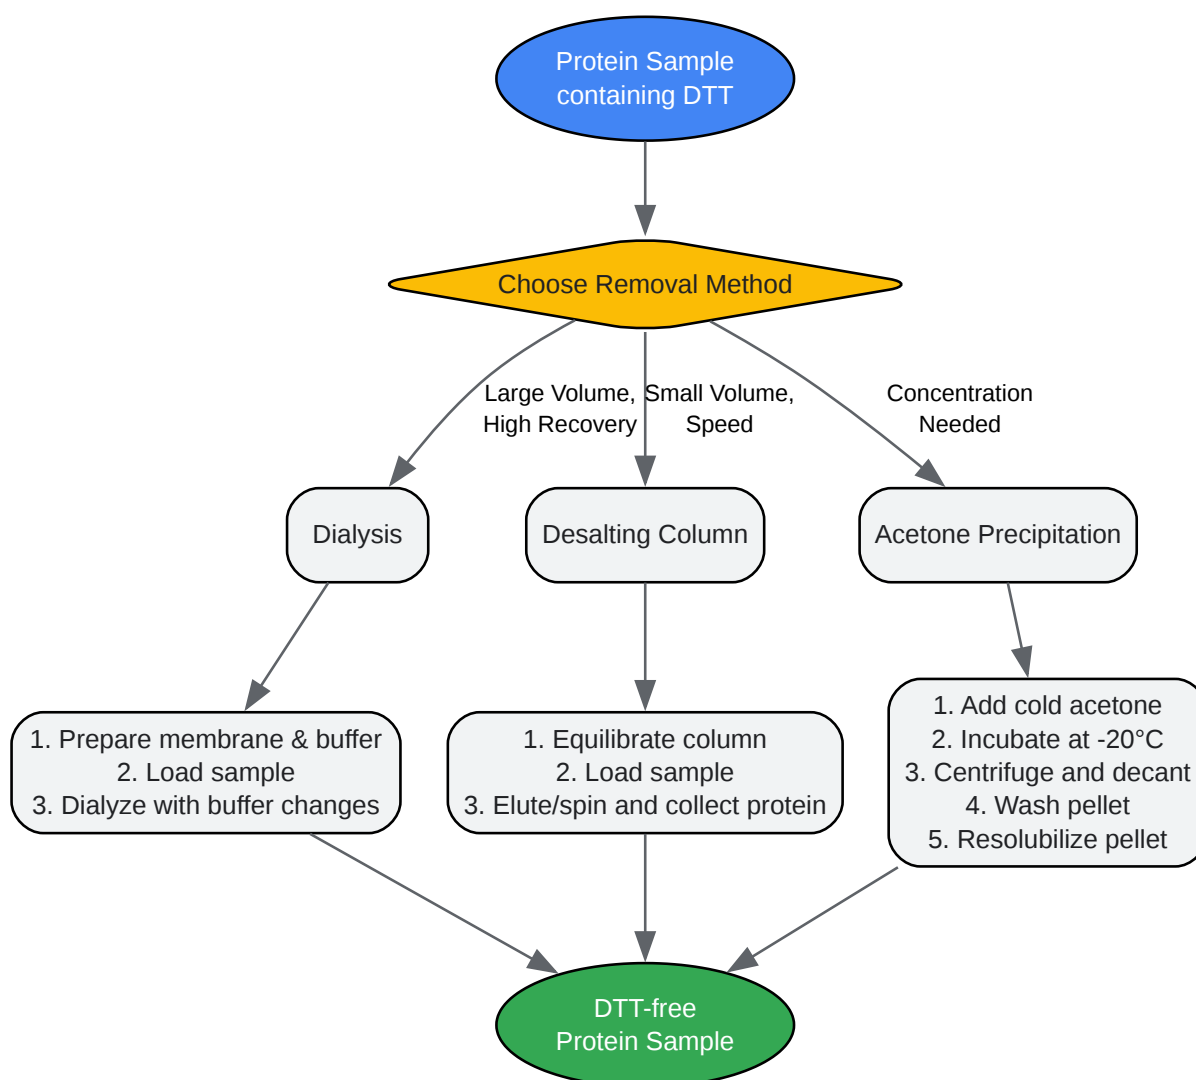 Protein Sample
containing DTT
Choose Removal Method
Large Volume,
High Recovery
Small Volume,
Speed
Concentration
Needed
Dialysis
Desalting Column
Acetone Precipitation
1. Prepare membrane & buffer
2. Load sample
3. Dialyze with buffer changes
1. Equilibrate column
2. Load sample
3. Elute/spin and collect protein
1. Add cold acetone
2. Incubate at -20°C
3. Centrifuge and decant
4. Wash pellet
5. Resolubilize pellet
DTT-free
Protein Sample